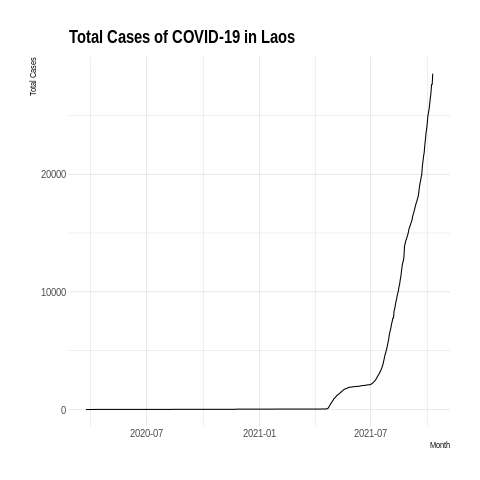 Total Cases of COVID-19 in Laos
Total Cases
20000
10000
0
2020-07
2021-01
2021-07
Month